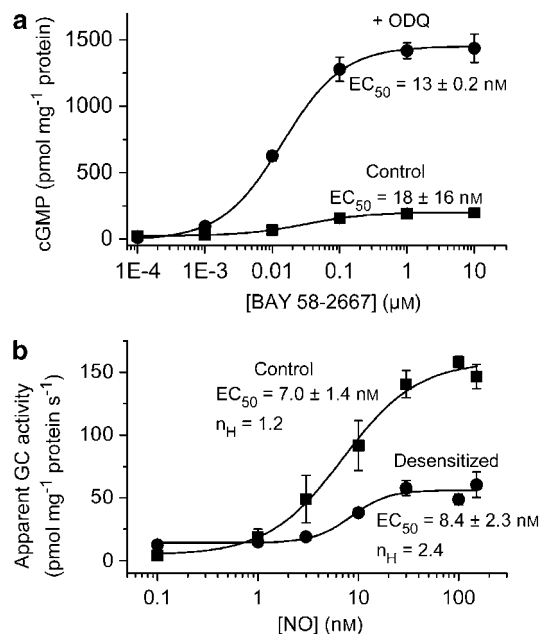 a
+ ODQ
1500
EC50 = 13 ± 0.2 nM
1000
cGMP (pmol mg−1 protein)
500
Control
EC50 = 18 ± 16 nM
0
1E-4 1E-3 0.01 0.1 1 10
[BAY 58-2667] (μM)
b
Control
150
EC50 = 7.0 ± 1.4 nM
nH = 1.2
100
Apparent GC activity
(pmol mg−1 protein s−1)
Desensitized
50
EC50 = 8.4 ± 2.3 nM
nH = 2.4
0
0.1 1 10 100
[NO] (nM)